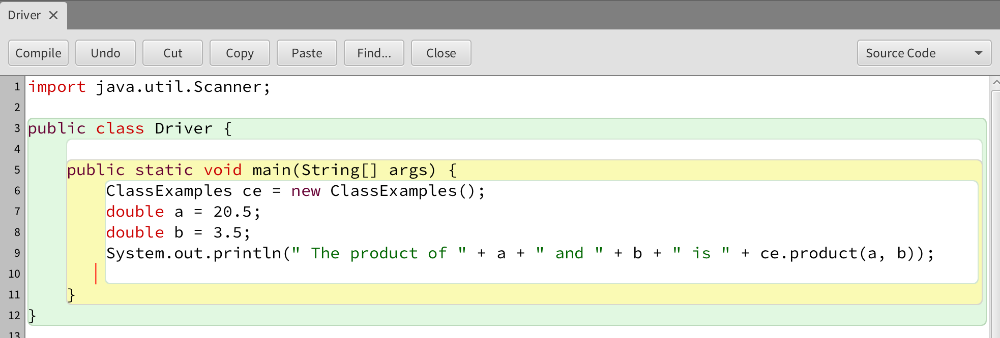 Driver ✕
Compile Undo Cut Copy Paste Find... Close Source Code
1 import java.util.Scanner;
2
3 public class Driver {
4
5 public static void main(String[] args) {
6 ClassExamples ce = new ClassExamples();
7 double a = 20.5;
8 double b = 3.5;
9 System.out.println(" The product of " + a + " and " + b + " is " + ce.product(a, b));
10
11 }
12 }
13